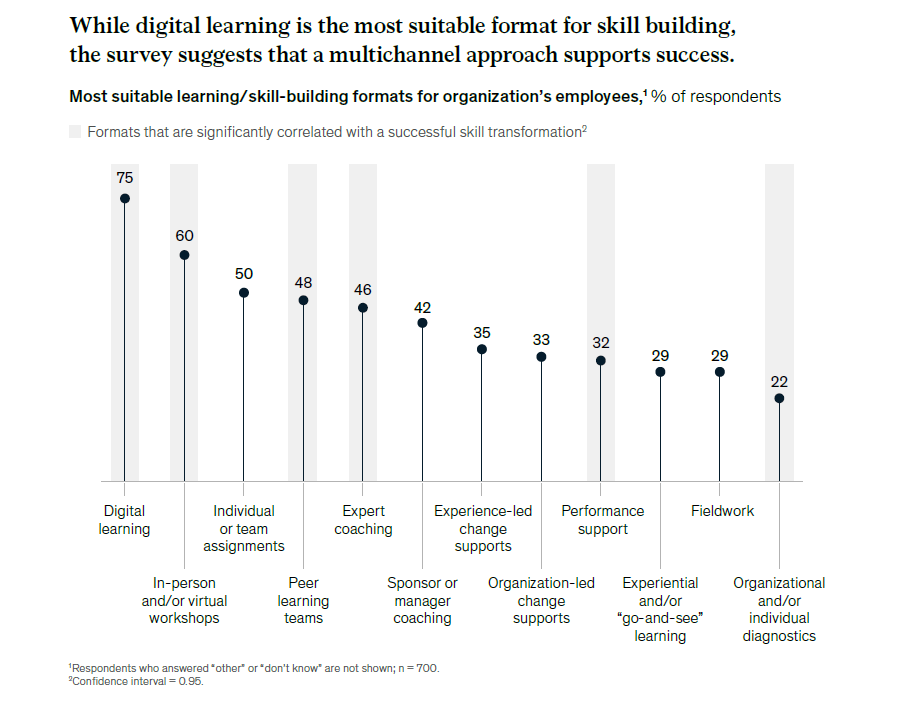 While digital learning is the most suitable format for skill building,
the survey suggests that a multichannel approach supports success.
Most suitable learning/skill-building formats for organization's employees,¹ % of respondents
Formats that are significantly correlated with a successful skill transformation²
75
60
50
48
46
42
35
33
32
29
29
22
Digital
learning
Individual
or team
assignments
Expert
coaching
Experience-led
change
supports
Performance
support
Fieldwork
In-person
and/or virtual
workshops
Peer
learning
teams
Sponsor or
manager
coaching
Organization-led
change
supports
Experiential
and/or
"go-and-see"
learning
Organizational
and/or
individual
diagnostics
¹Respondents who answered "other" or "don't know" are not shown; n = 700.
²Confidence interval = 0.95.